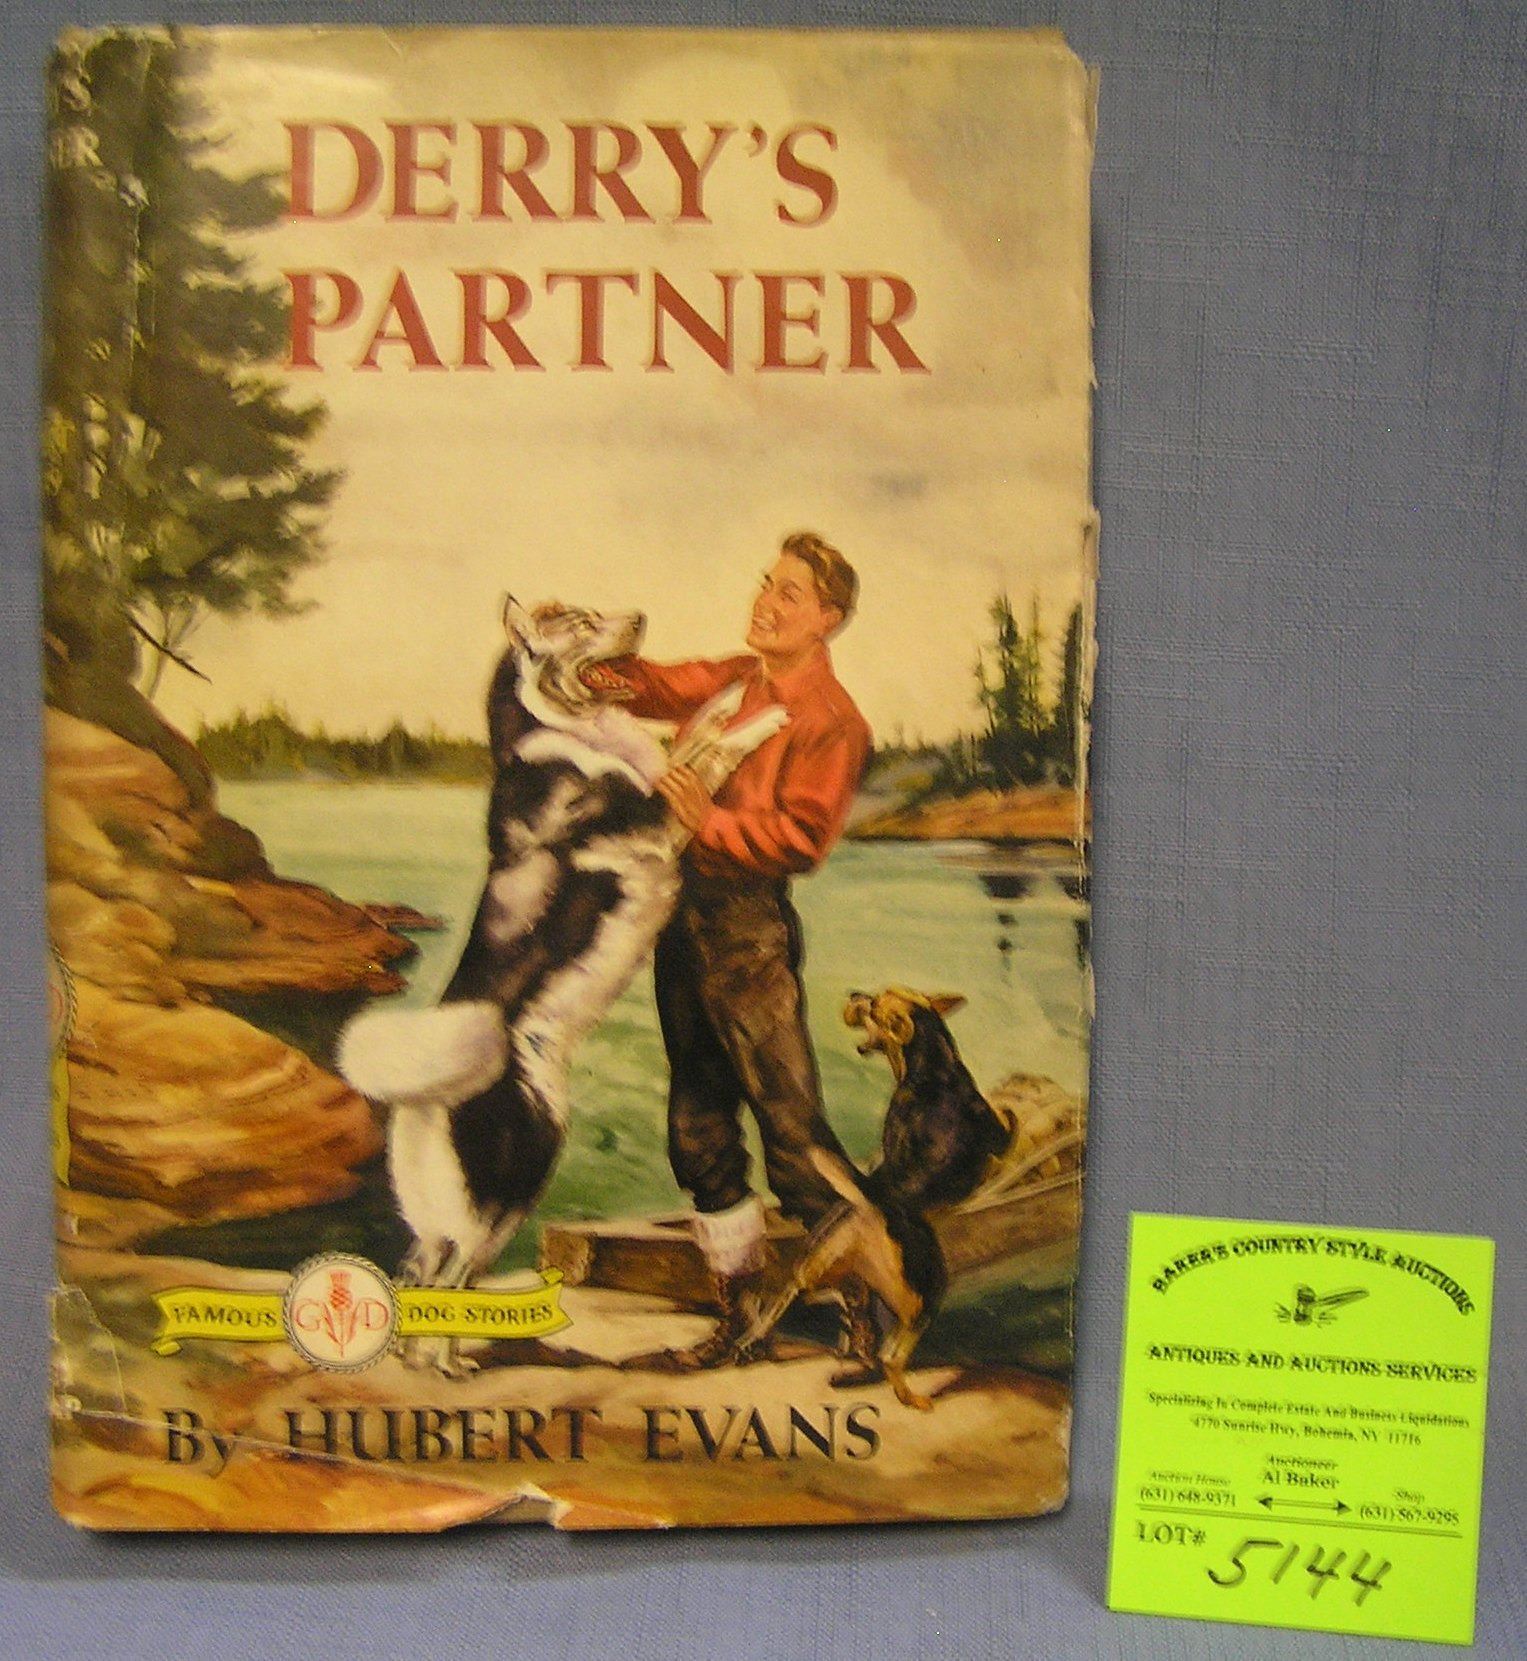 DERRY'S
PARTNER
FAMOUS GD DOG STORIES
By HUBERT EVANS
BAKER'S COUNTRY STYLE AUCTIONS
ANTIQUES AND AUCTIONS SERVICES
Specializing In Complete Estate And Business Liquidations
4770 Sunrise Hwy, Bohemia, NY 11716
Auctioneer
Auction House Al Baker Shop
(631) 648-9371 (631) 567-9295
LOT# 5144